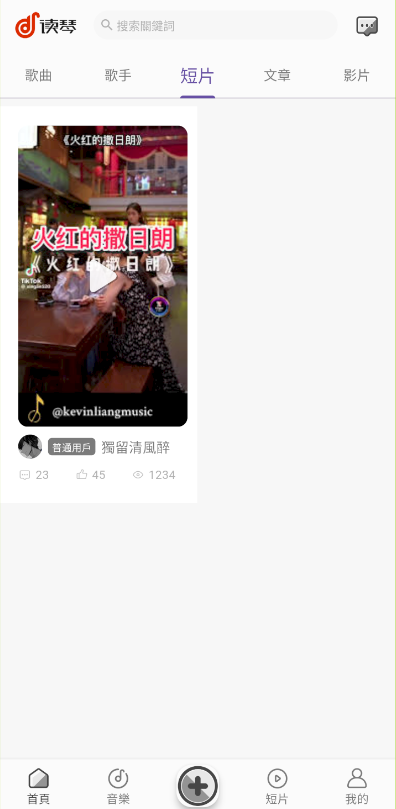 读琴
搜索關鍵詞
歌曲
歌手
短片
文章
影片
《火红的撒日朗》
火红的撒日朗
《火红的撒日朗》
TikTok
@kevinliangmusic
普通用戶
獨留清風醉
23
45
1234
首頁
音樂
短片
我的